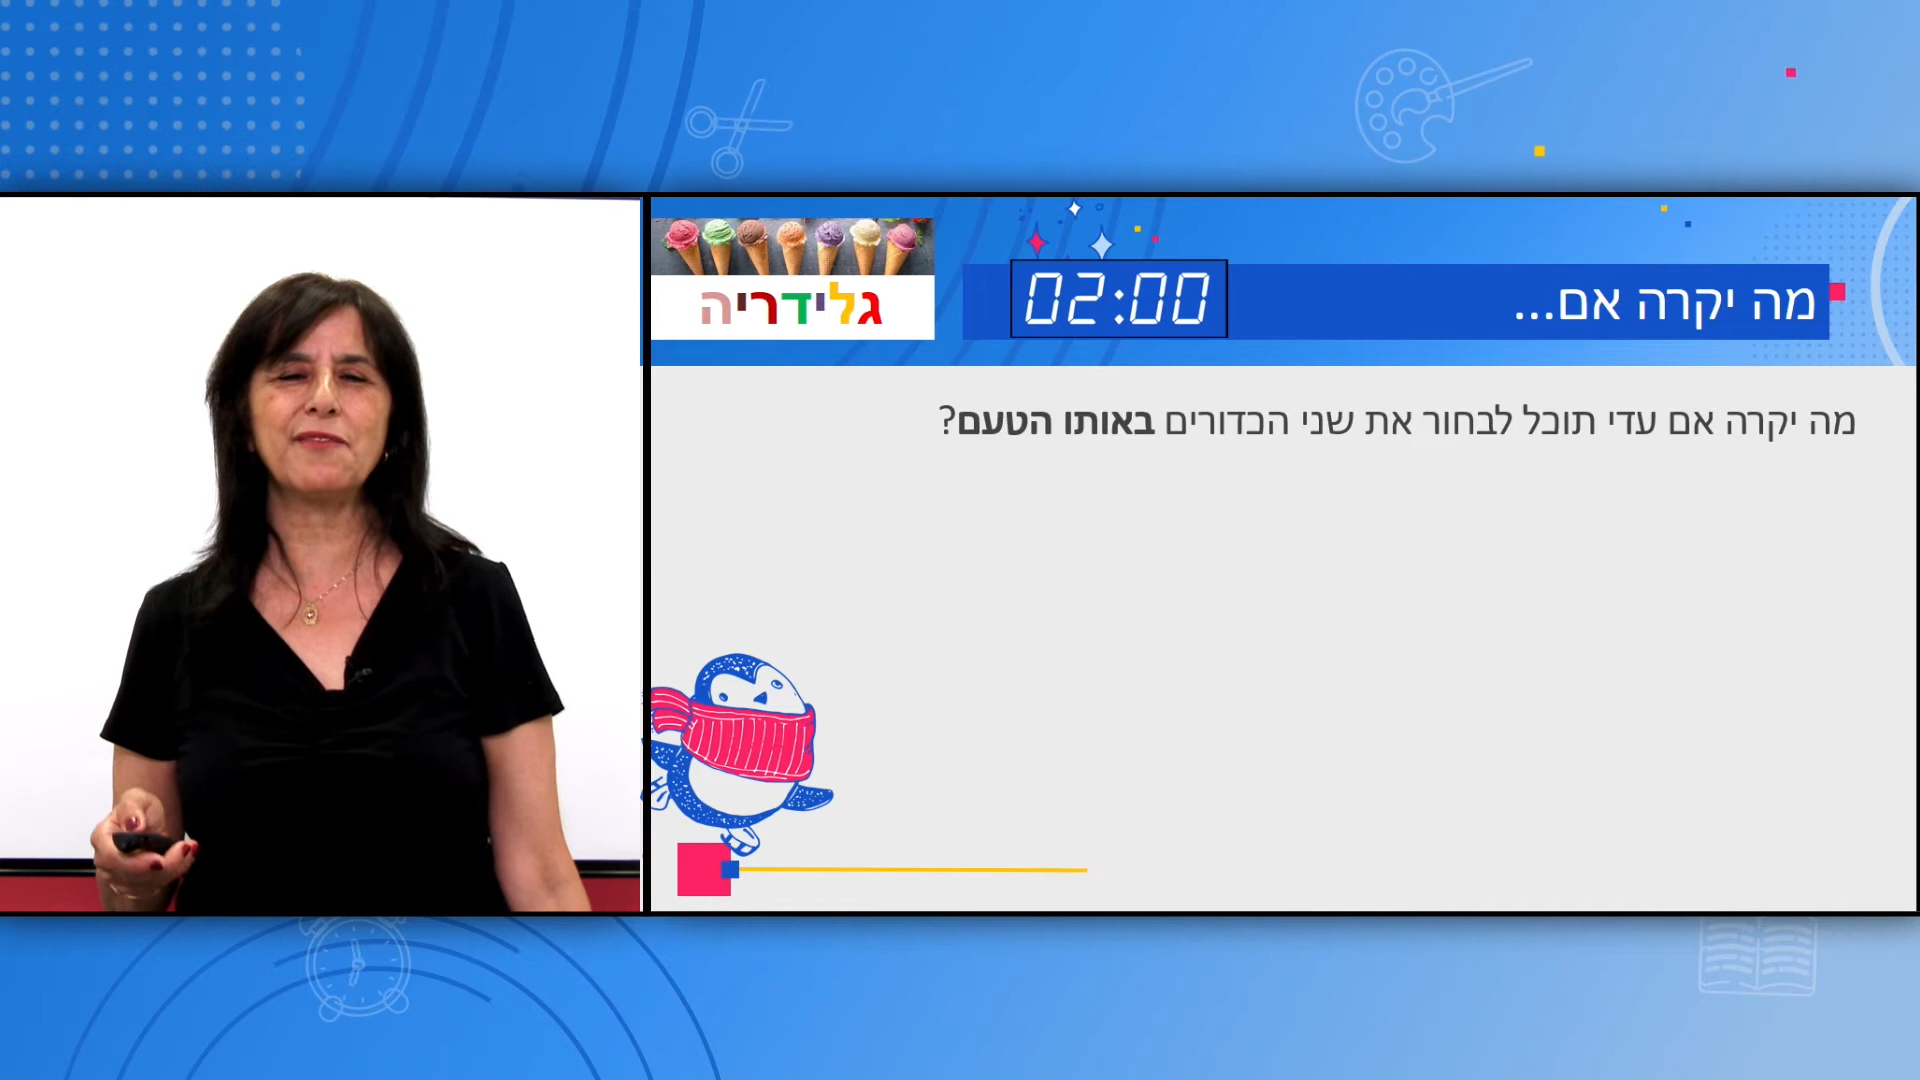 מה יקרה אם...
02:00
גלידריה
מה יקרה אם עדי תוכל לבחור את שני הכדורים באותו הטעם?